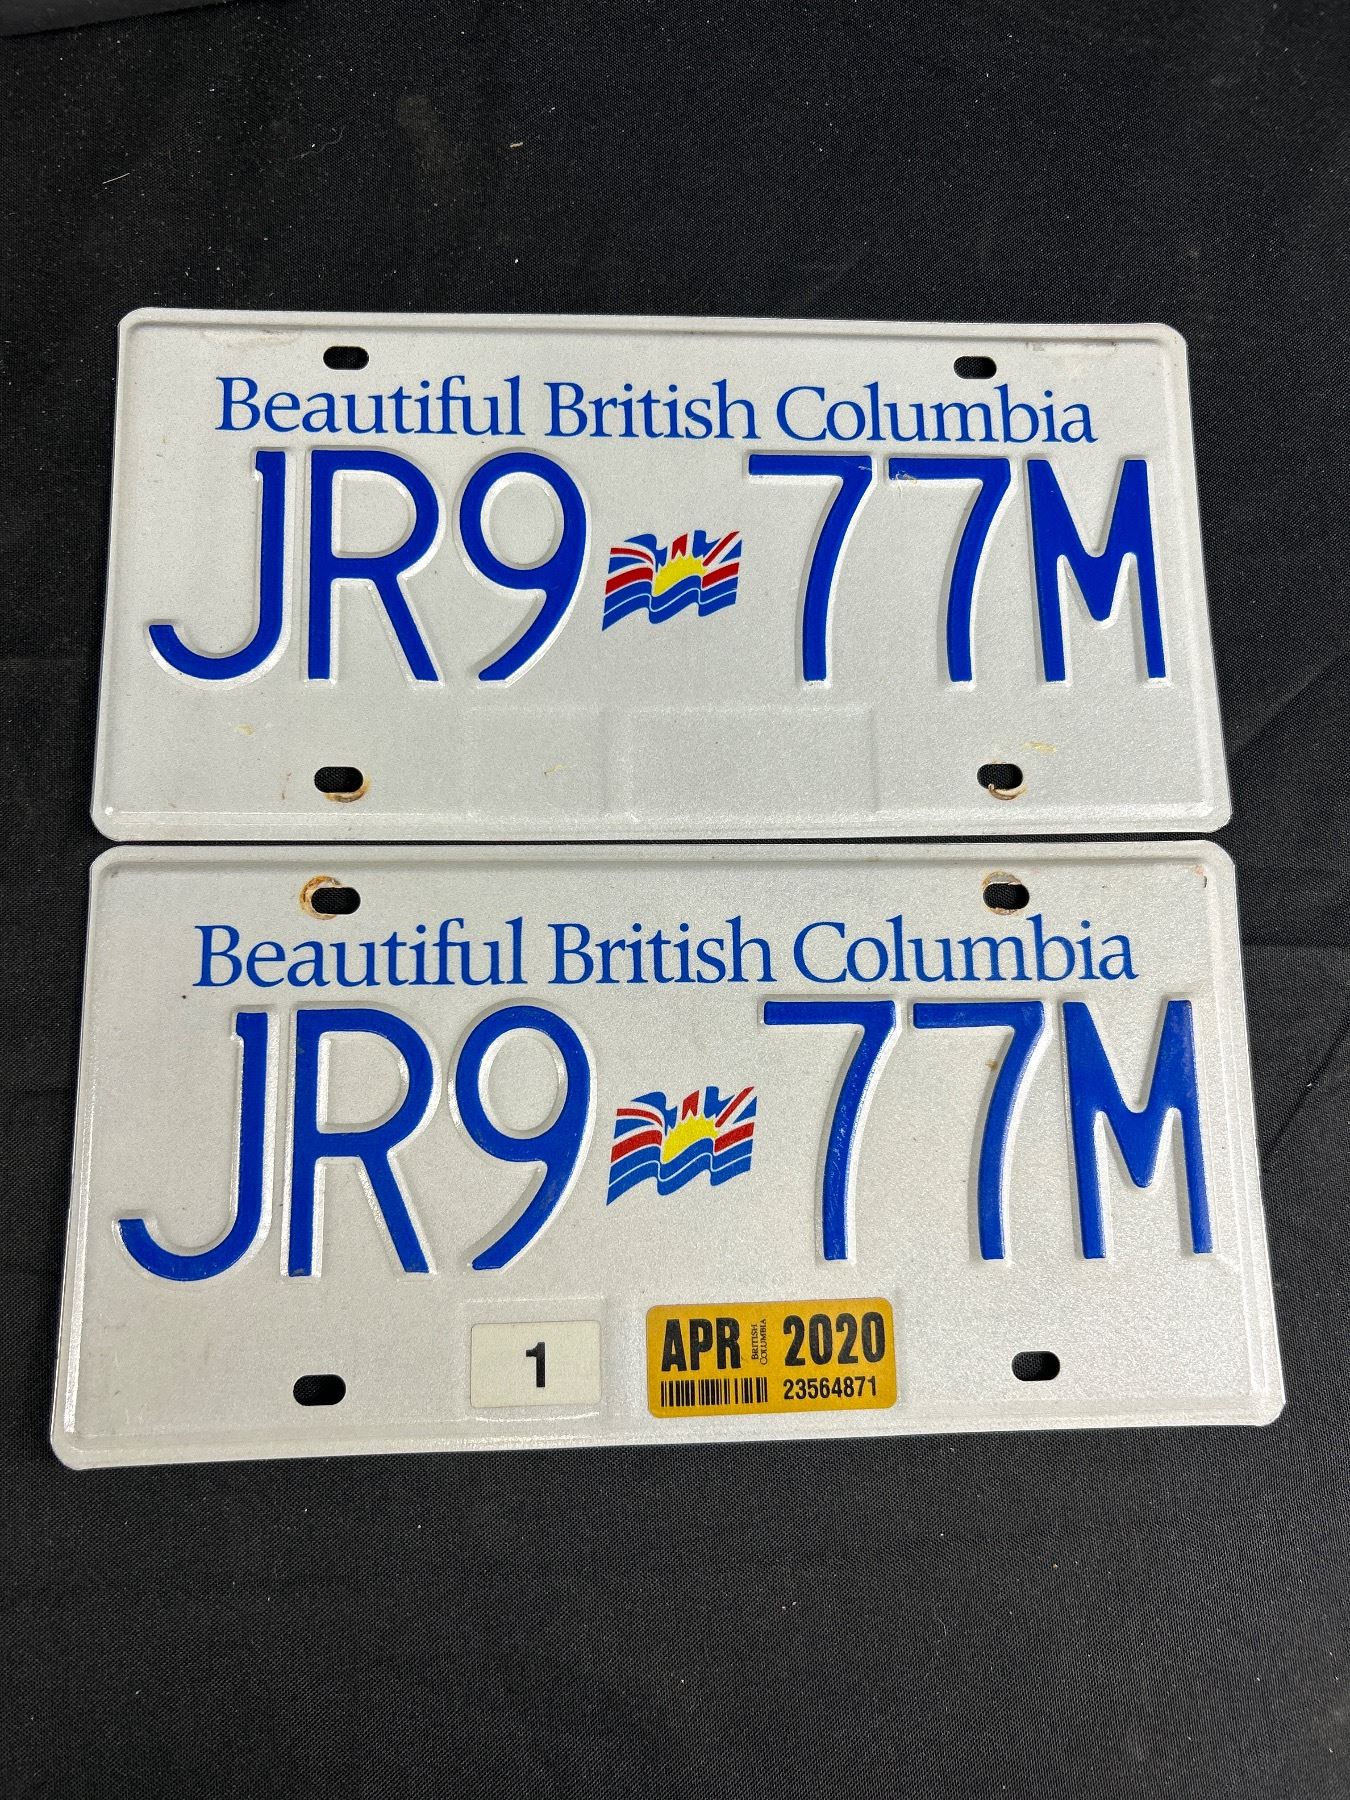 Beautiful British Columbia
JR9 77M
Beautiful British Columbia
JR9 77M
1
APR BRITISH COLUMBIA 2020
23564871